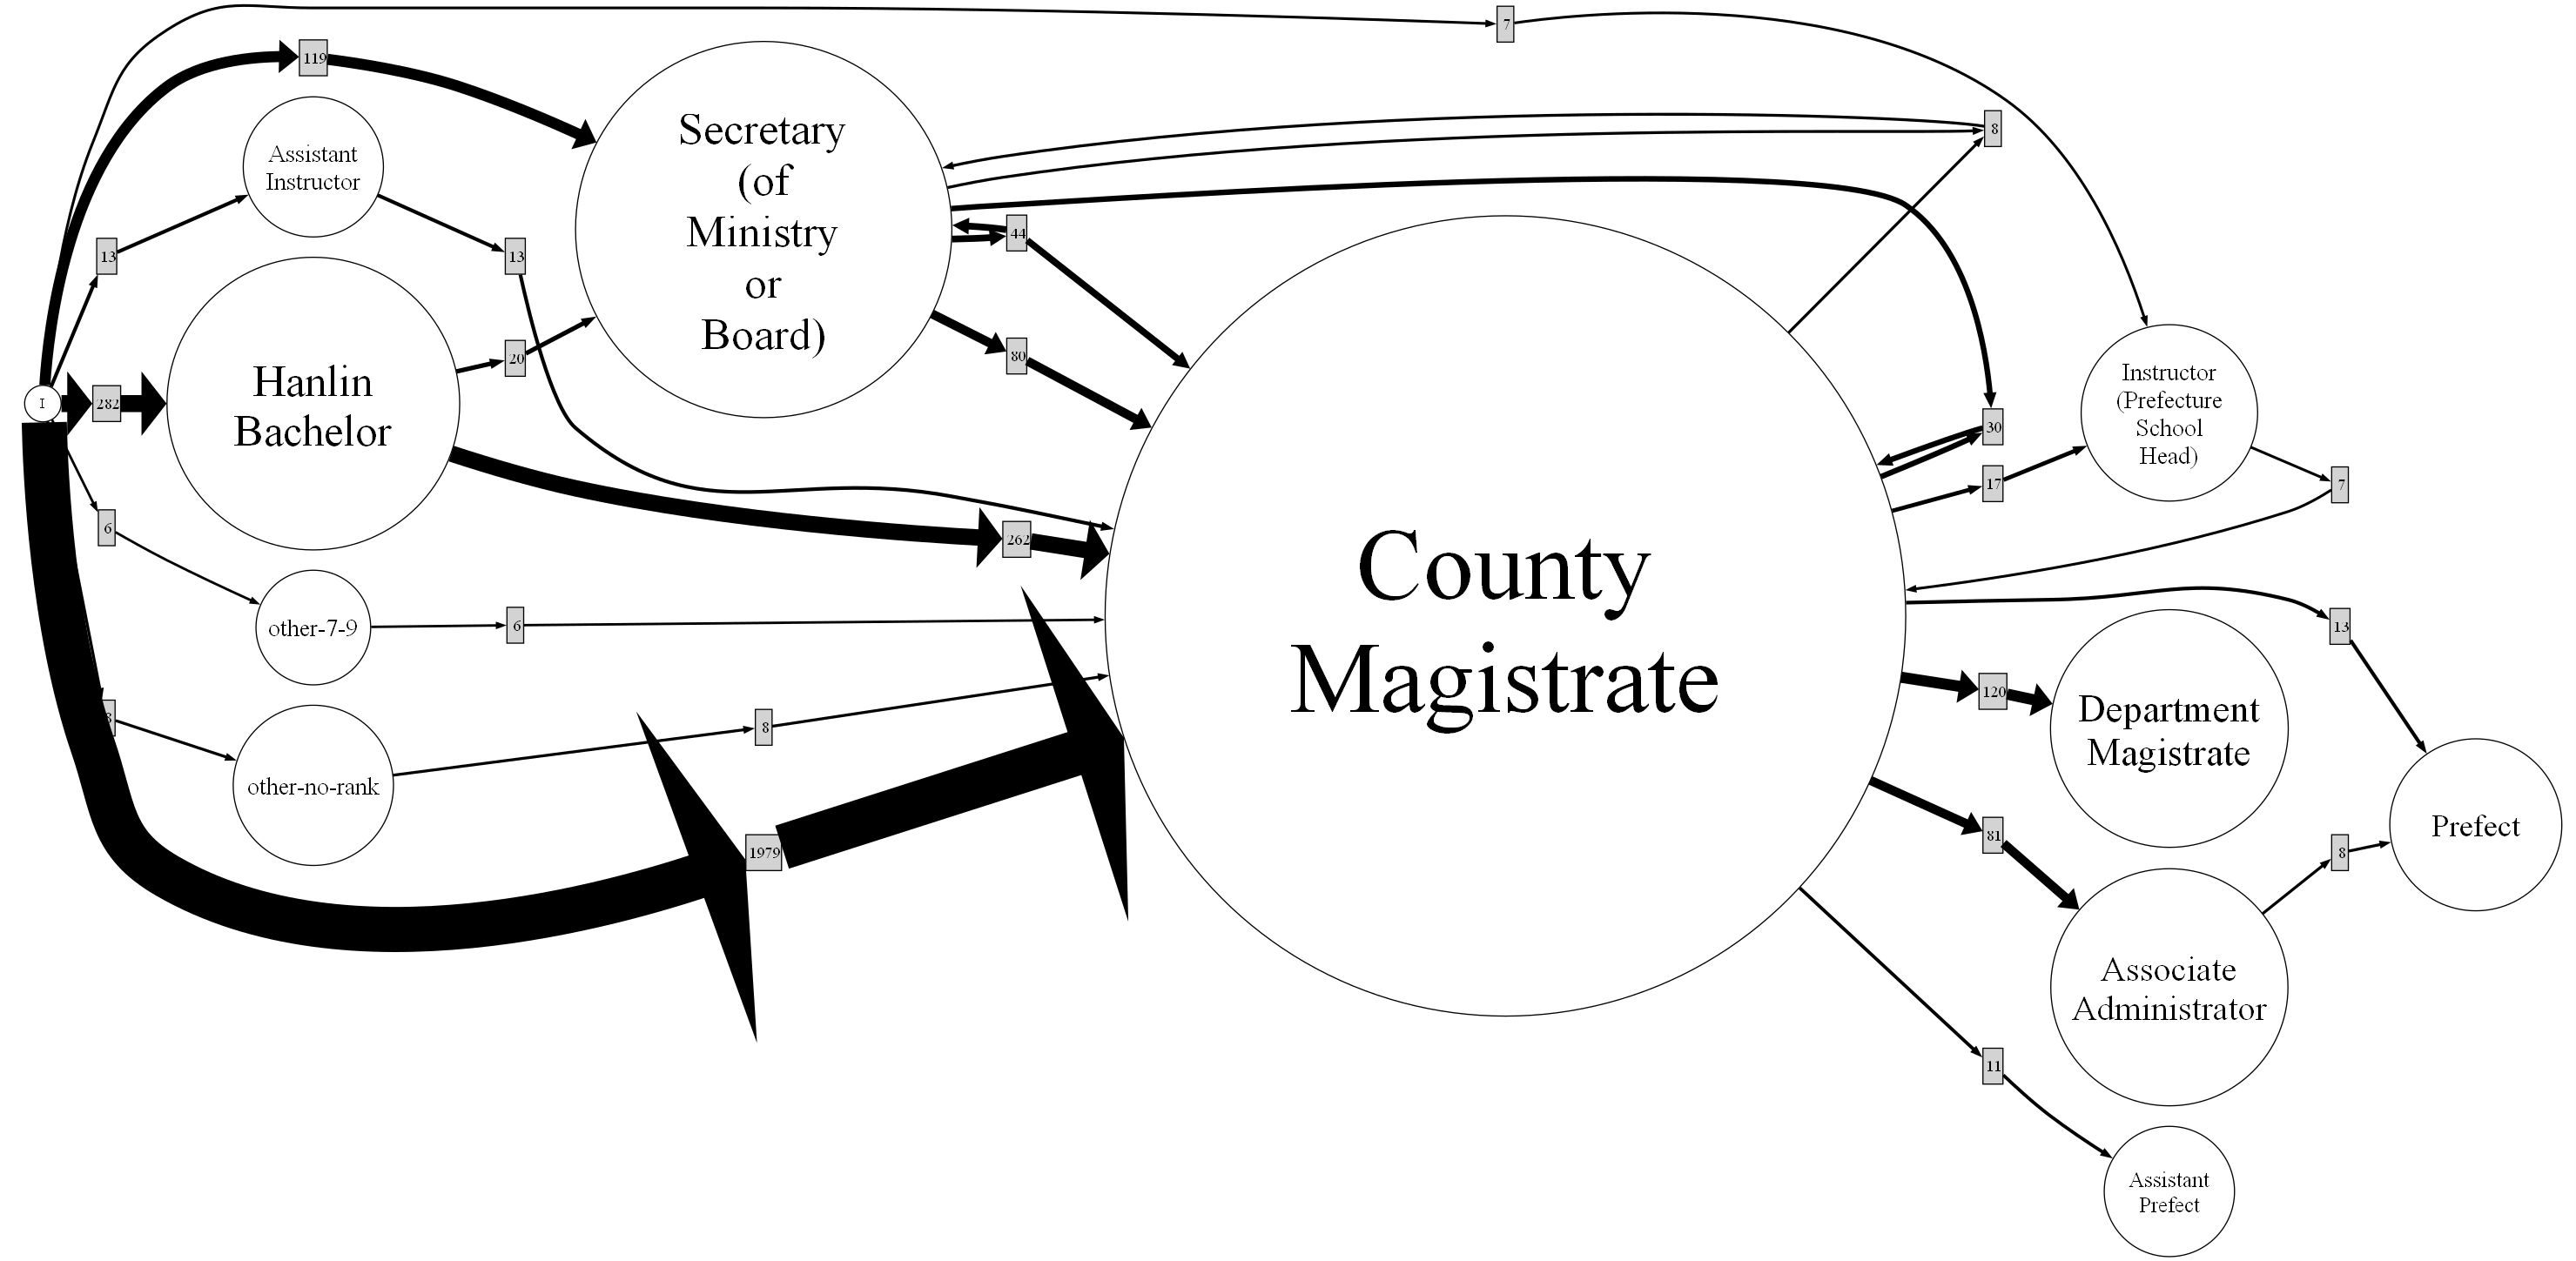 7
119
8
Secretary
(of
Ministry
or
Board)
Assistant
Instructor
44
13
13
80
20
Hanlin
Bachelor
I
282
Instructor
(Prefecture
School
Head)
30
17
7
6
262
County
Magistrate
other-7-9
6
13
120
Department
Magistrate
8
other-no-rank
1979
81
8
Prefect
Associate
Administrator
11
Assistant
Prefect